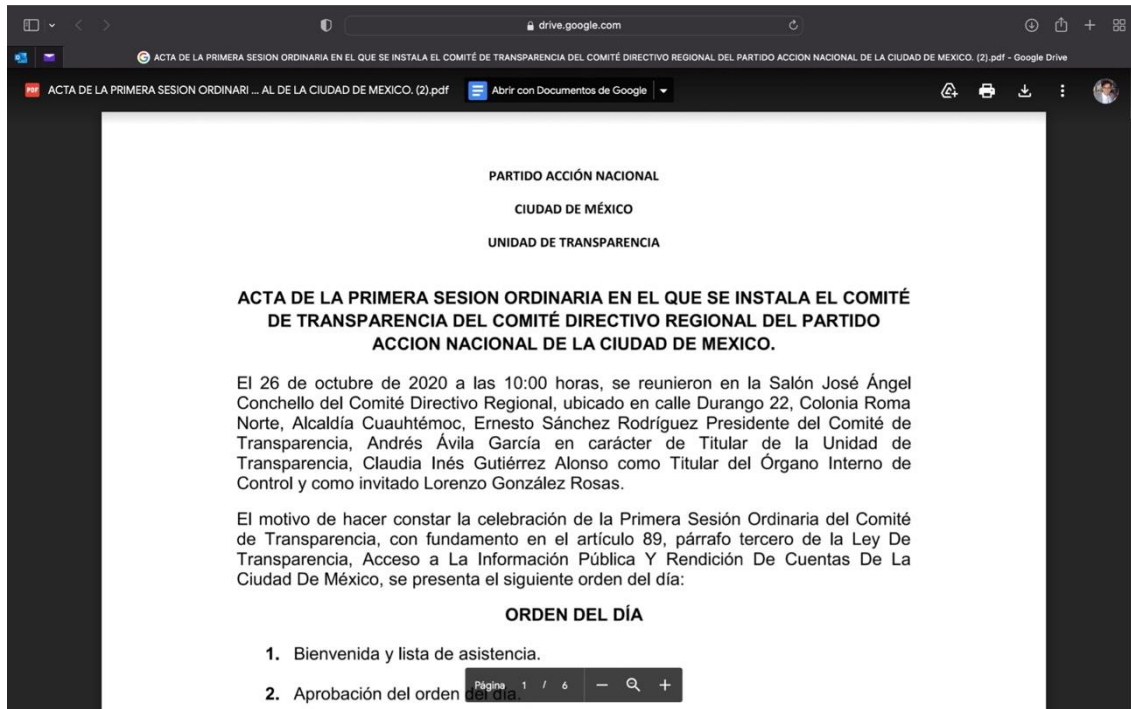 drive.google.com
ACTA DE LA PRIMERA SESION ORDINARIA EN EL QUE SE INSTALA EL COMITÉ DE TRANSPARENCIA DEL COMITÉ DIRECTIVO REGIONAL DEL PARTIDO ACCION NACIONAL DE LA CIUDAD DE MEXICO. (2).pdf - Google Drive
PDF ACTA DE LA PRIMERA SESION ORDINARI ... AL DE LA CIUDAD DE MEXICO. (2).pdf Abrir con Documentos de Google
PARTIDO ACCIÓN NACIONAL
CIUDAD DE MÉXICO
UNIDAD DE TRANSPARENCIA
ACTA DE LA PRIMERA SESION ORDINARIA EN EL QUE SE INSTALA EL COMITÉ
DE TRANSPARENCIA DEL COMITÉ DIRECTIVO REGIONAL DEL PARTIDO
ACCION NACIONAL DE LA CIUDAD DE MEXICO.
El 26 de octubre de 2020 a las 10:00 horas, se reunieron en la Salón José Ángel
Conchello del Comité Directivo Regional, ubicado en calle Durango 22, Colonia Roma
Norte, Alcaldía Cuauhtémoc, Ernesto Sánchez Rodríguez Presidente del Comité de
Transparencia, Andrés Ávila García en carácter de Titular de la Unidad de
Transparencia, Claudia Inés Gutiérrez Alonso como Titular del Órgano Interno de
Control y como invitado Lorenzo González Rosas.
El motivo de hacer constar la celebración de la Primera Sesión Ordinaria del Comité
de Transparencia, con fundamento en el artículo 89, párrafo tercero de la Ley De
Transparencia, Acceso a La Información Pública Y Rendición De Cuentas De La
Ciudad De México, se presenta el siguiente orden del día:
ORDEN DEL DÍA
1. Bienvenida y lista de asistencia.
2. Aprobación del orden del día.
Página 1 / 6